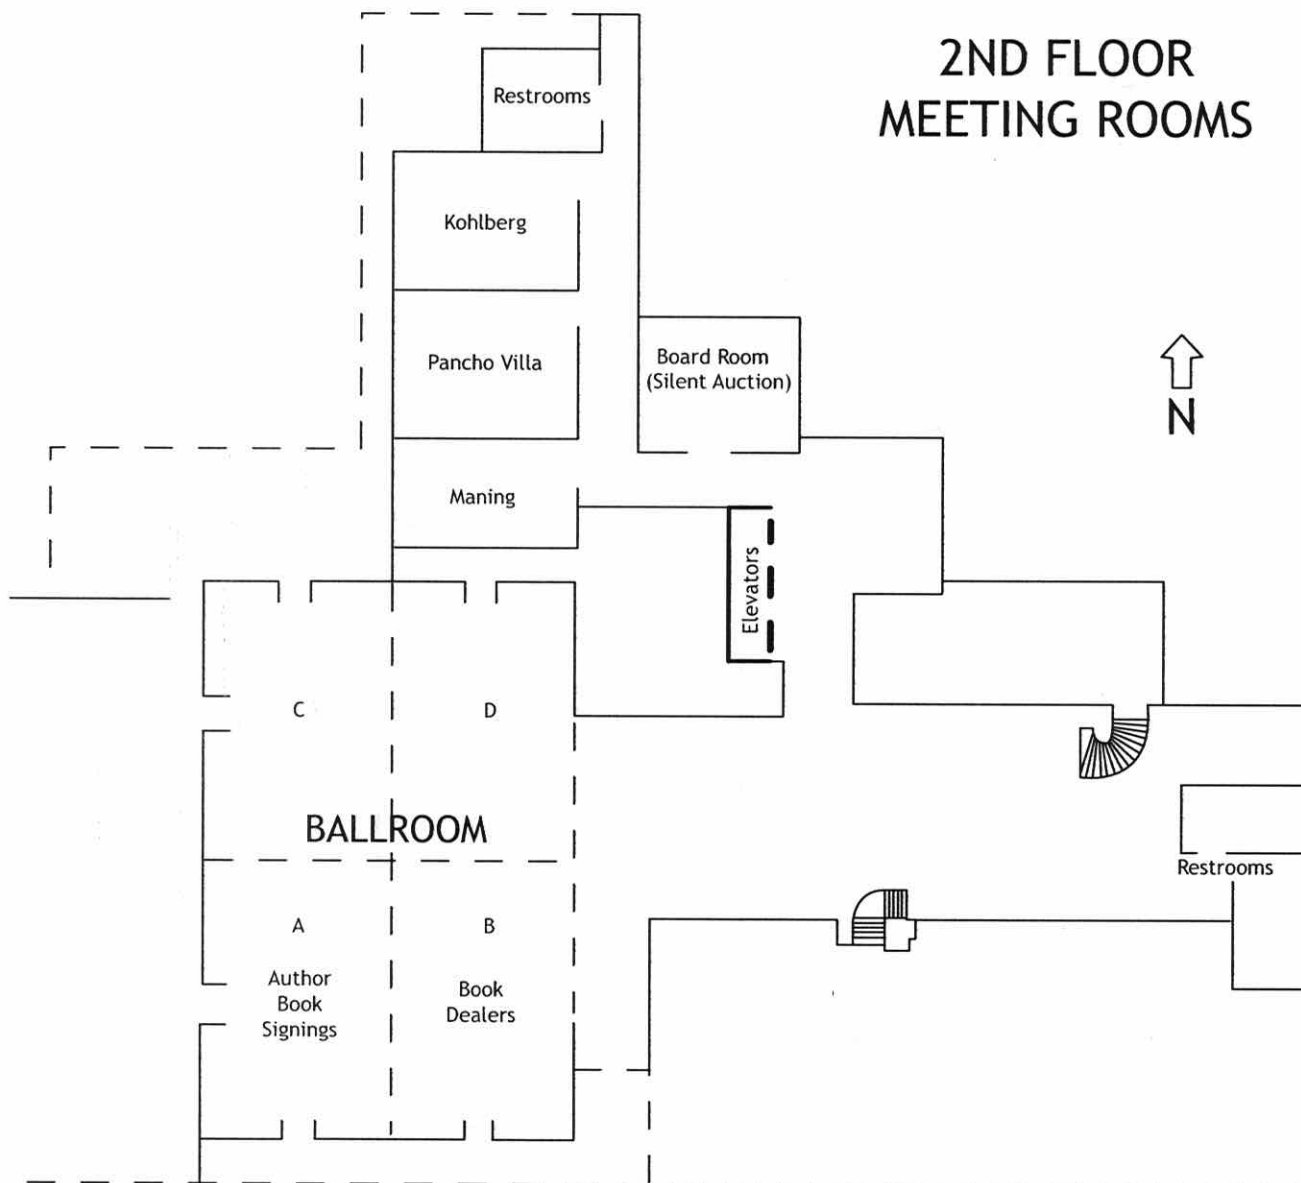 2ND FLOOR
MEETING ROOMS
Restrooms
Kohlberg
Pancho Villa
Board Room
(Silent Auction)
N
Maning
Elevators
C
D
BALLROOM
Restrooms
A
B
Author
Book
Signings
Book
Dealers